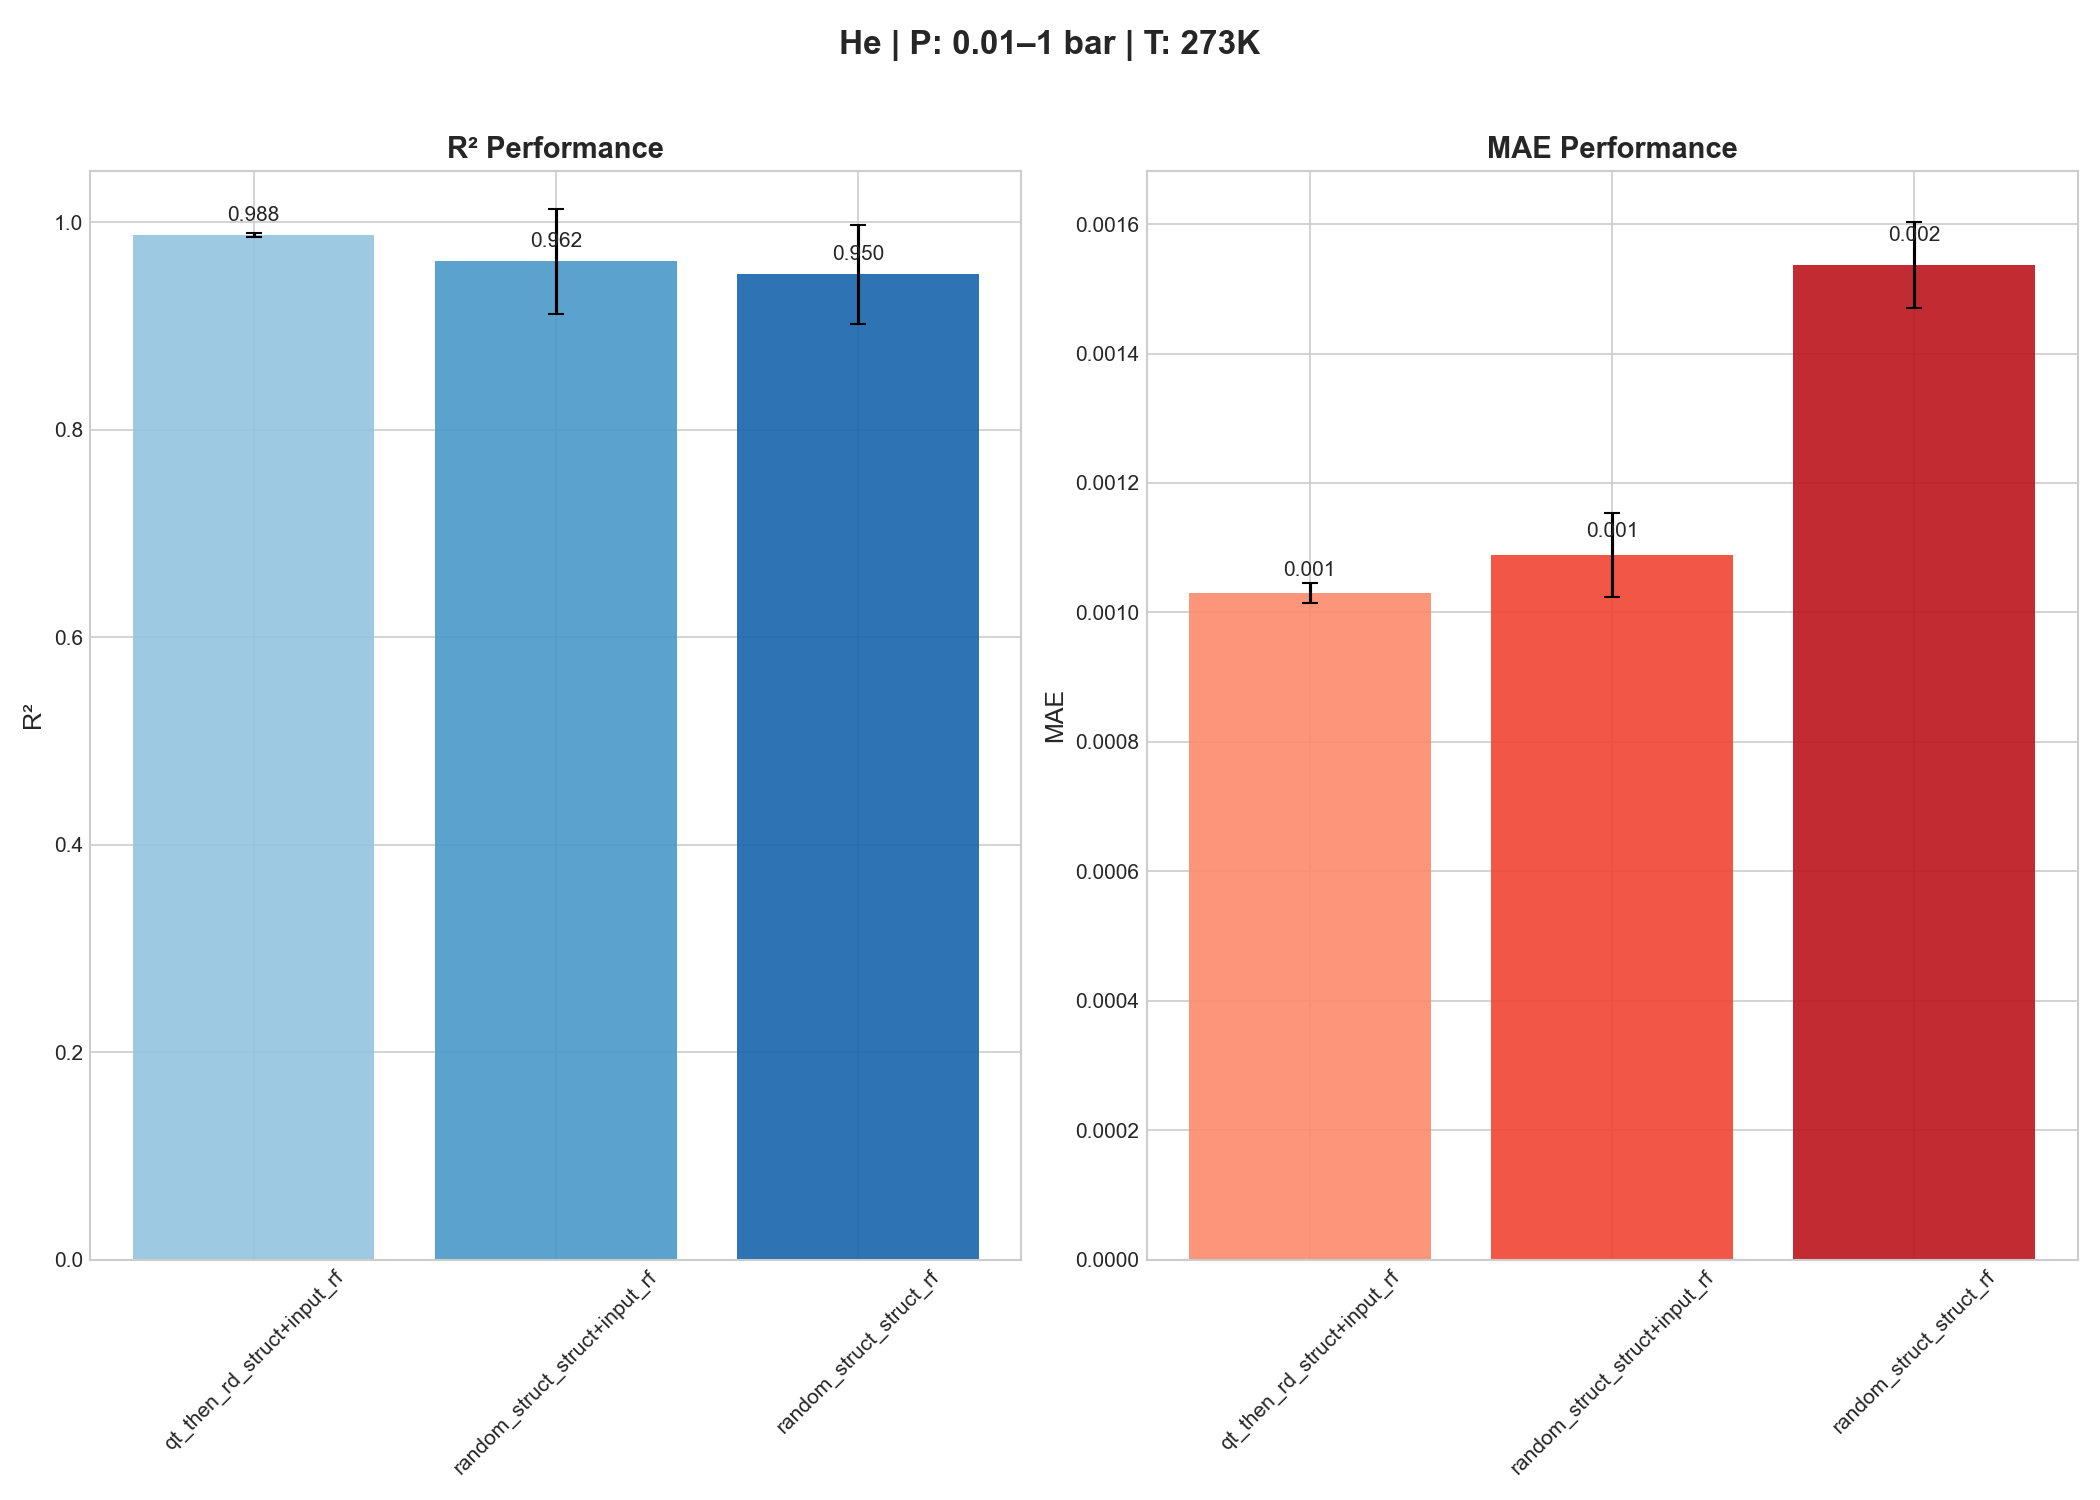 He | P: 0.01–1 bar | T: 273K
R² Performance
R²
1.0
0.8
0.6
0.4
0.2
0.0
0.988
0.962
0.950
qt_then_rd_struct+input_rf
random_struct_struct+input_rf
random_struct_struct_rf
MAE Performance
MAE
0.0016
0.0014
0.0012
0.0010
0.0008
0.0006
0.0004
0.0002
0.0000
0.001
0.001
0.002
qt_then_rd_struct+input_rf
random_struct_struct+input_rf
random_struct_struct_rf